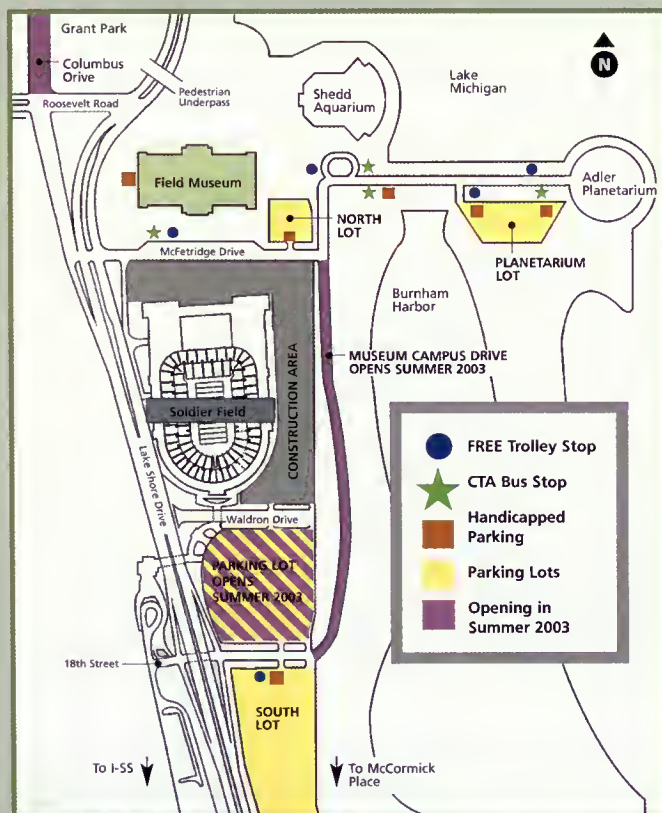 Grant Park
Columbus
Drive
Roosevelt Road
Pedestrian
Underpass
Shedd
Aquarium
Lake
Michigan
N
Field Museum
Adler
Planetarium
NORTH
LOT
McFetridge Drive
PLANETARIUM
LOT
Burnham
Harbor
MUSEUM CAMPUS DRIVE
OPENS SUMMER 2003
CONSTRUCTION AREA
Soldier Field
Lake Shore Drive
Waldron Drive
PARKING LOT
OPENS
SUMMER 2003
18th Street
SOUTH
LOT
To I-55
To McCormick
Place
FREE Trolley Stop
CTA Bus Stop
Handicapped
Parking
Parking Lots
Opening in
Summer 2003